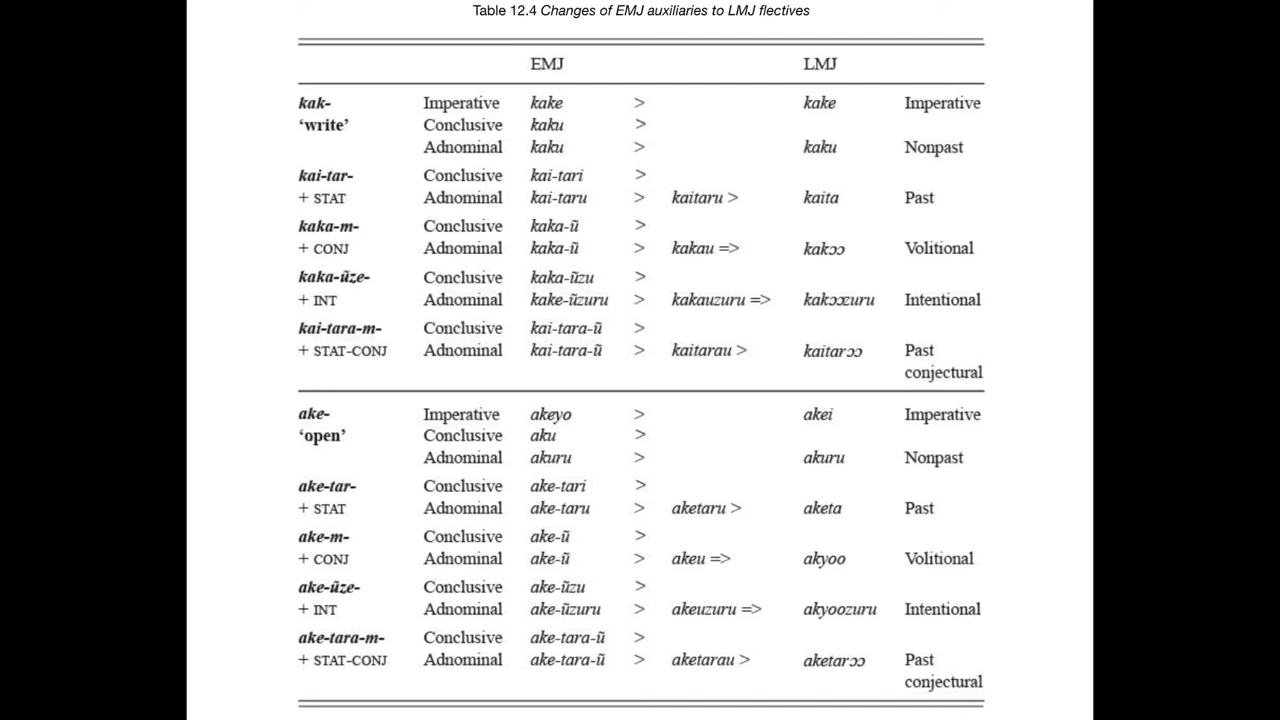 Table 12.4 Changes of EMJ auxiliaries to LMJ flectives
EMJ LMJ
kak- Imperative kake > kake Imperative
‘write’ Conclusive kaku >
Adnominal kaku > kaku Nonpast
kai-tar- Conclusive kai-tari >
+ STAT Adnominal kai-taru > kaitaru > kaita Past
kaka-m- Conclusive kaka-ũ >
+ CONJ Adnominal kaka-ũ > kakau => kakɔɔ Volitional
kaka-ũze- Conclusive kaka-ũzu >
+ INT Adnominal kake-ũzuru > kakauzuru => kakɔɔzuru Intentional
kai-tara-m- Conclusive kai-tara-ũ >
+ STAT-CONJ Adnominal kai-tara-ũ > kaitarau > kaitarɔɔ Past
conjectural
ake- Imperative akeyo > akei Imperative
‘open’ Conclusive aku >
Adnominal akuru > akuru Nonpast
ake-tar- Conclusive ake-tari >
+ STAT Adnominal ake-taru > aketaru > aketa Past
ake-m- Conclusive ake-ũ >
+ CONJ Adnominal ake-ũ > akeu => akyoo Volitional
ake-ũze- Conclusive ake-ũzu >
+ INT Adnominal ake-ũzuru > akeuzuru => akyoozuru Intentional
ake-tara-m- Conclusive ake-tara-ũ >
+ STAT-CONJ Adnominal ake-tara-ũ > aketarau > aketarɔɔ Past
conjectural